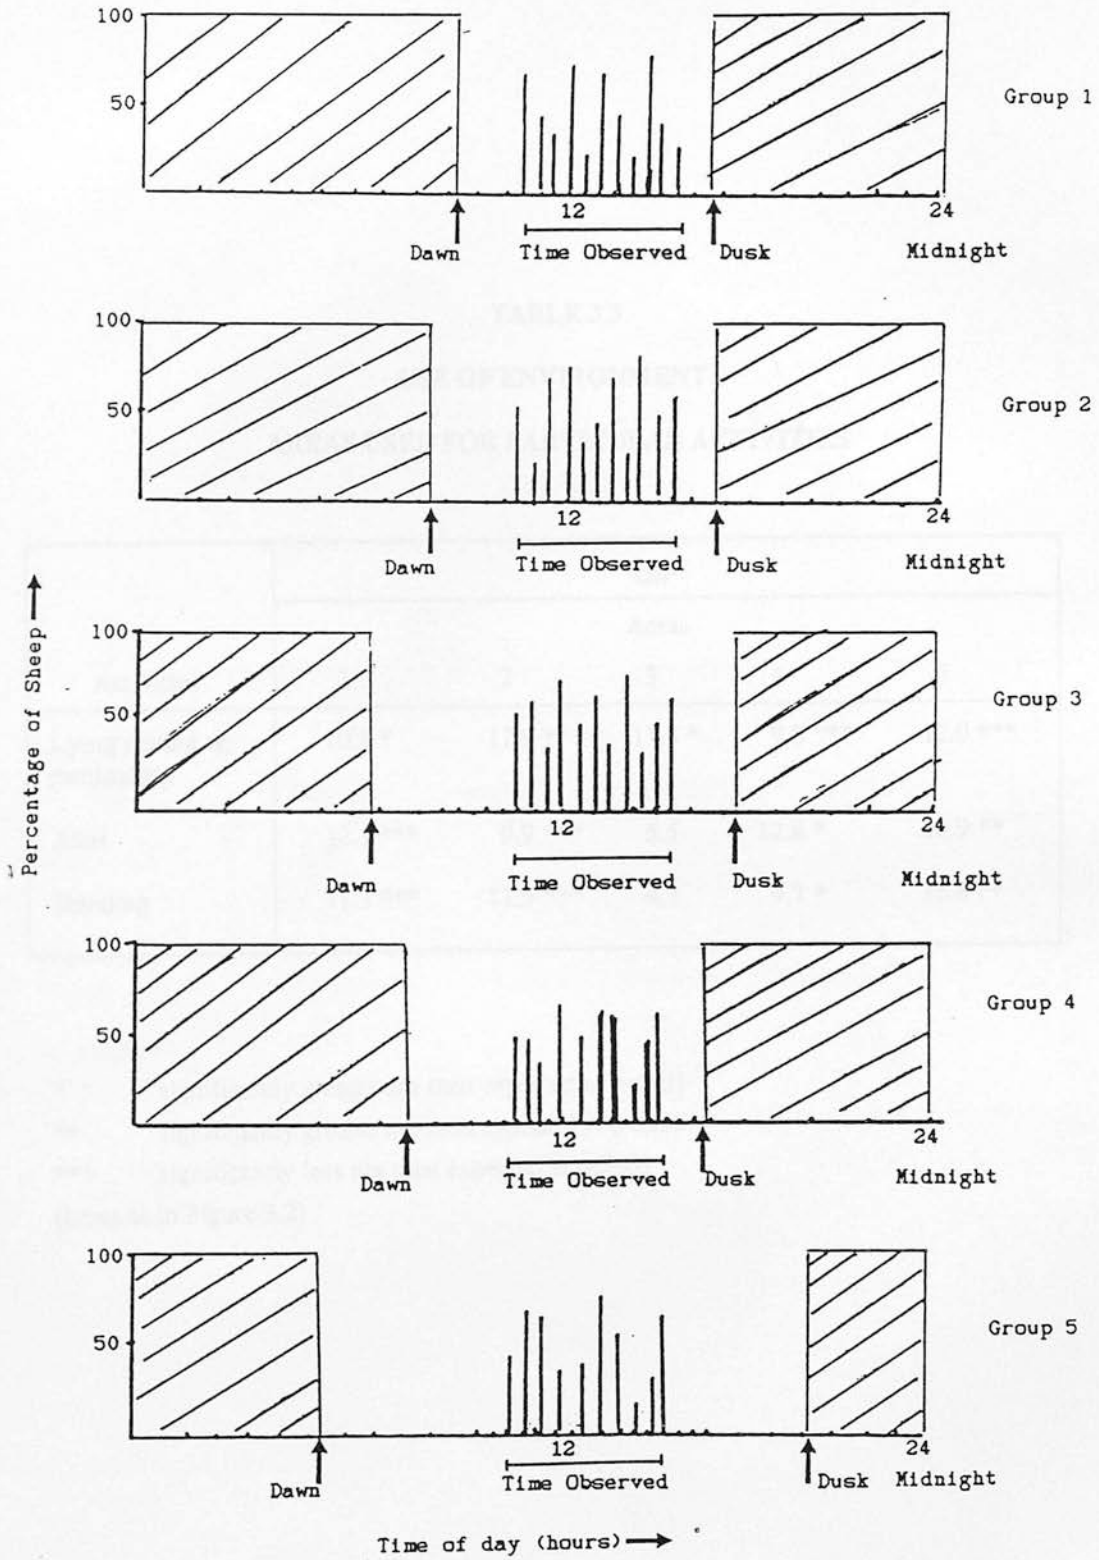 100
50
Group 1
12
24
Dawn
Time Observed
Dusk
Midnight
TABLE 3.3
100
50
Group 2
12
24
Dawn
Time Observed
Dusk
Midnight
Percentage of Sheep
100
50
Group 3
12
24
Dawn
Time Observed
Dusk
Midnight
100
50
Group 4
12
24
Dawn
Time Observed
Dusk
Midnight
100
50
Group 5
12
24
Dawn
Time Observed
Dusk
Midnight
Time of day (hours)